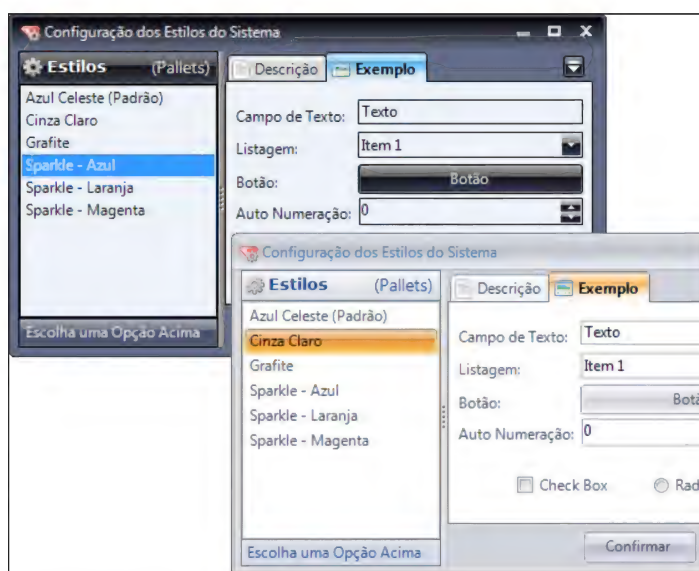 Configuração dos Estilos do Sistema
Estilos (Pallets)
Azul Celeste (Padrão)
Cinza Claro
Grafite
Sparkle - Azul
Sparkle - Laranja
Sparkle - Magenta
Escolha uma Opção Acima
Descrição Exemplo
Campo de Texto: Texto
Listagem: Item 1
Botão: Botão
Auto Numeração: 0
Configuração dos Estilos do Sistema
Estilos (Pallets)
Azul Celeste (Padrão)
Cinza Claro
Grafite
Sparkle - Azul
Sparkle - Laranja
Sparkle - Magenta
Escolha uma Opção Acima
Descrição Exemplo
Campo de Texto: Texto
Listagem: Item 1
Botão: Botã
Auto Numeração: 0
Check Box Rad
Confirmar